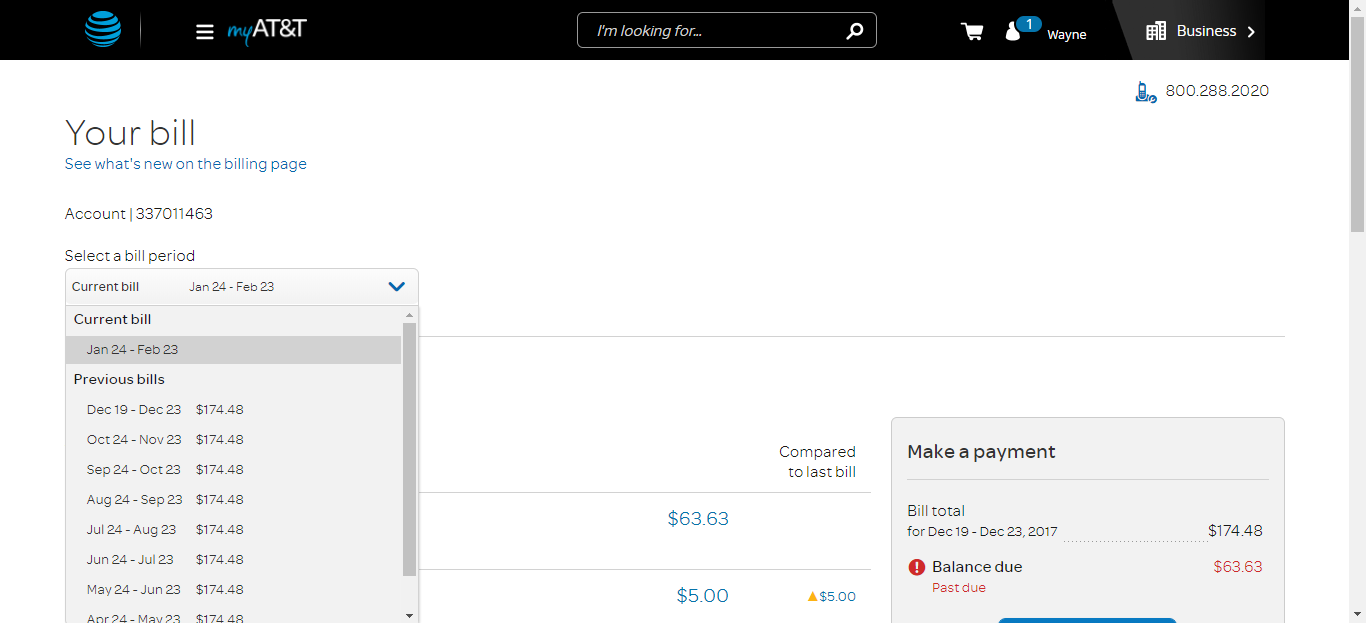 myAT&T
I'm looking for...
1
Wayne
Business
800.288.2020
Your bill
See what's new on the billing page
Account | 337011463
Select a bill period
Current bill Jan 24 - Feb 23
Current bill
Jan 24 - Feb 23
Previous bills
Dec 19 - Dec 23 $174.48
Oct 24 - Nov 23 $174.48
Sep 24 - Oct 23 $174.48
Aug 24 - Sep 23 $174.48
Jul 24 - Aug 23 $174.48
Jun 24 - Jul 23 $174.48
May 24 - Jun 23 $174.48
Apr 24 - May 23 $174.48
Compared
to last bill
$63.63
$5.00 $5.00
Make a payment
Bill total
for Dec 19 - Dec 23, 2017 $174.48
Balance due $63.63
Past due